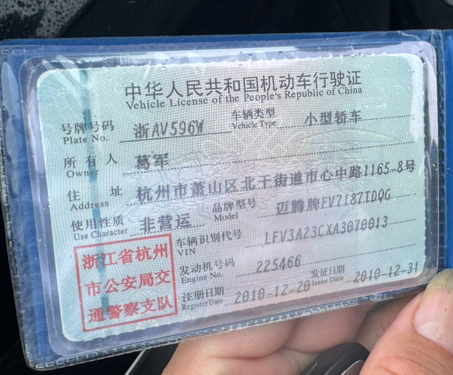 中华人民共和国机动车行驶证
Vehicle License of the People's Republic of China
号牌号码 浙AV596W 车辆类型 小型轿车
Plate No. Vehicle Type
所有人 葛军
Owner
住址 杭州市萧山区北干街道市心中路1165-8号
Address
使用性质 非营运 品牌型号 迈腾牌FV7187TDQG
Use Character Model
浙江省杭州
市公安局交
通警察支队
车辆识别代号 LFV3A23CXA3070013
VIN
发动机号码 225466
Engine No.
注册日期 2010-12-20 发证日期 2010-12-31
Register Date Issue Date